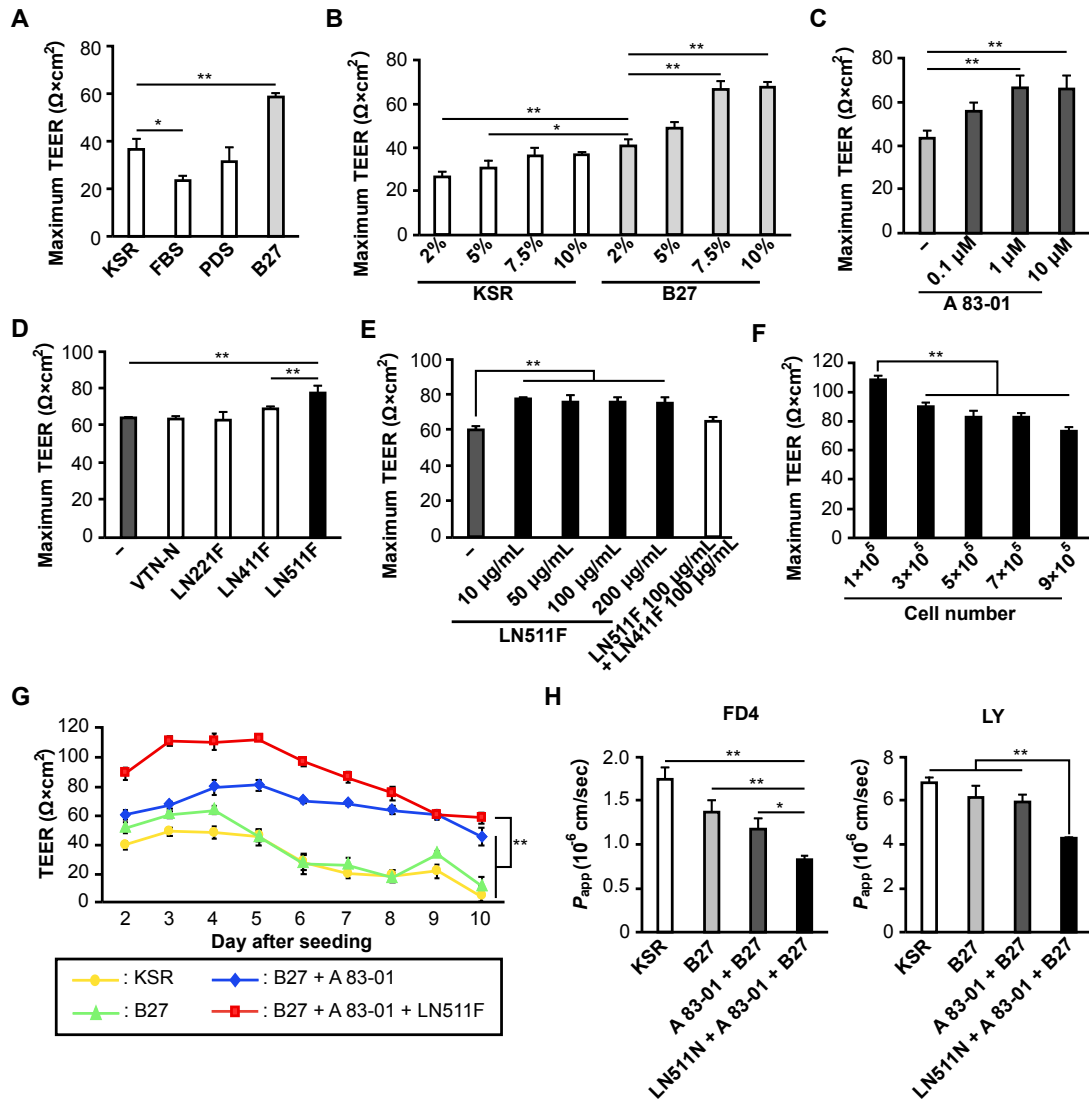 A
Maximum TEER (Ω×cm²)
80
60
40
20
0
**
*
KSR
FBS
PDS
B27
B
Maximum TEER (Ω×cm²)
80
60
40
20
0
**
**
**
*
2%
5%
7.5%
10%
2%
5%
7.5%
10%
KSR
B27
C
Maximum TEER (Ω×cm²)
80
60
40
20
0
**
**
–
0.1 µM
1 µM
10 µM
A 83-01
D
Maximum TEER (Ω×cm²)
100
80
60
40
20
0
**
**
–
VTN-N
LN221F
LN411F
LN511F
E
Maximum TEER (Ω×cm²)
100
80
60
40
20
0
**
–
10 µg/mL
50 µg/mL
100 µg/mL
200 µg/mL
LN511F 100 µg/mL
+ LN411F 100 µg/mL
LN511F
F
Maximum TEER (Ω×cm²)
120
100
80
60
40
20
0
**
1×10⁵
3×10⁵
5×10⁵
7×10⁵
9×10⁵
Cell number
G
TEER (Ω×cm²)
120
100
80
60
40
20
0
**
2 3 4 5 6 7 8 9 10
Day after seeding
: KSR
: B27 + A 83-01
: B27
: B27 + A 83-01 + LN511F
H
FD4
Papp (10⁻⁶ cm/sec)
2.0
1.5
1.0
0.5
0
**
**
*
KSR
B27
A 83-01 + B27
LN511N + A 83-01 + B27
LY
Papp (10⁻⁶ cm/sec)
8
6
4
2
0
**
KSR
B27
A 83-01 + B27
LN511N + A 83-01 + B27